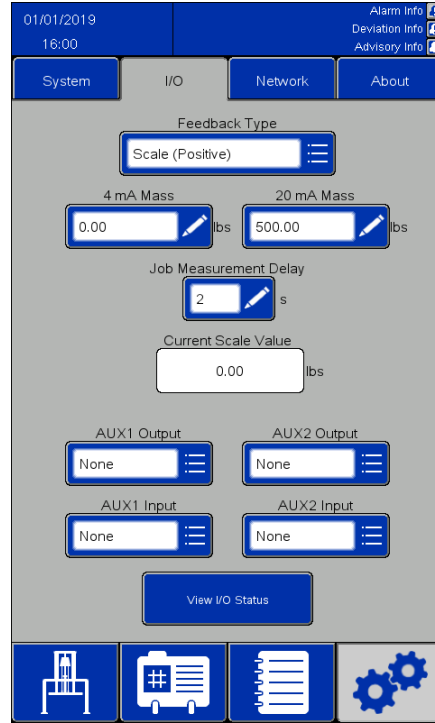 01/01/2019
16:00
Alarm Info
Deviation Info
Advisory Info
System
I/O
Network
About
Feedback Type
Scale (Positive)
4 mA Mass
20 mA Mass
0.00 lbs
500.00 lbs
Job Measurement Delay
2 s
Current Scale Value
0.00 lbs
AUX1 Output
AUX2 Output
None
None
AUX1 Input
AUX2 Input
None
None
View I/O Status
#